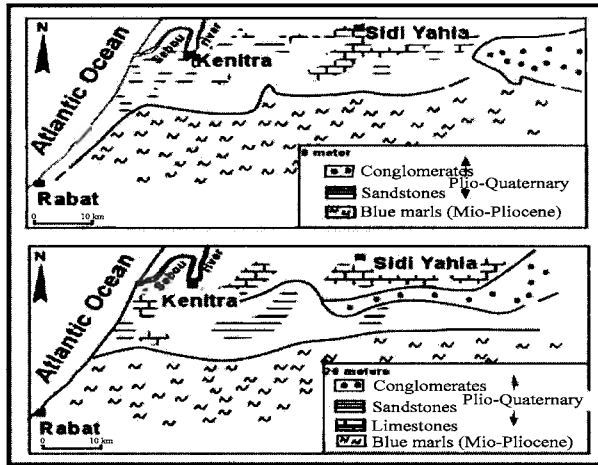 N
Atlantic Ocean
Sebou
river
Kenitra
Sidi Yahia
Rabat
0 10 km
meter
Conglomerates
Sandstones
Plio-Quaternary
Blue marls (Mio-Pliocene)
N
Atlantic Ocean
Sebou
river
Kenitra
Sidi Yahia
Rabat
0 10 km
meters
Conglomerates
Sandstones
Plio-Quaternary
Limestones
Blue marls (Mio-Pliocene)